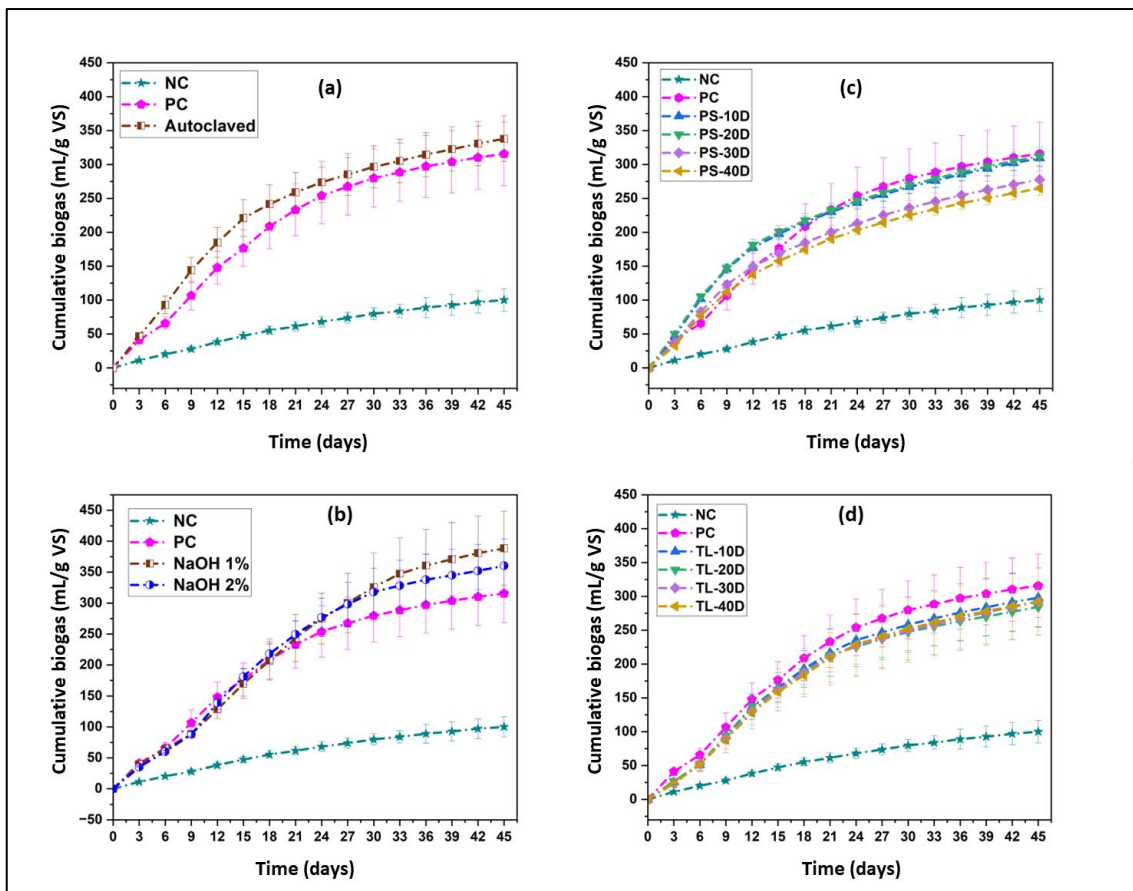 (a)
NC
PC
Autoclaved
Cumulative biogas (mL/g VS)
450
400
350
300
250
200
150
100
50
0
0 3 6 9 12 15 18 21 24 27 30 33 36 39 42 45
Time (days)
(c)
NC
PC
PS-10D
PS-20D
PS-30D
PS-40D
Cumulative biogas (mL/g VS)
450
400
350
300
250
200
150
100
50
0
0 3 6 9 12 15 18 21 24 27 30 33 36 39 42 45
Time (days)
(b)
NC
PC
NaOH 1%
NaOH 2%
Cumulative biogas (mL/g VS)
450
400
350
300
250
200
150
100
50
0
−50
0 3 6 9 12 15 18 21 24 27 30 33 36 39 42 45
Time (days)
(d)
NC
PC
TL-10D
TL-20D
TL-30D
TL-40D
Cumulative biogas (mL/g VS)
450
400
350
300
250
200
150
100
50
0
0 3 6 9 12 15 18 21 24 27 30 33 36 39 42 45
Time (days)